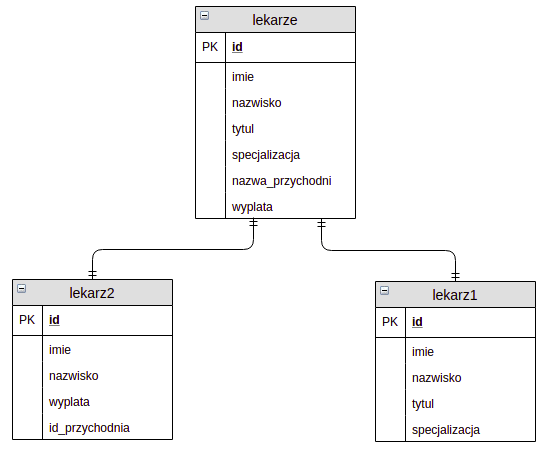 lekarze
PK id
imie
nazwisko
tytul
specjalizacja
nazwa_przychodni
wyplata
lekarz2
PK id
imie
nazwisko
wyplata
id_przychodnia
lekarz1
PK id
imie
nazwisko
tytul
specjalizacja